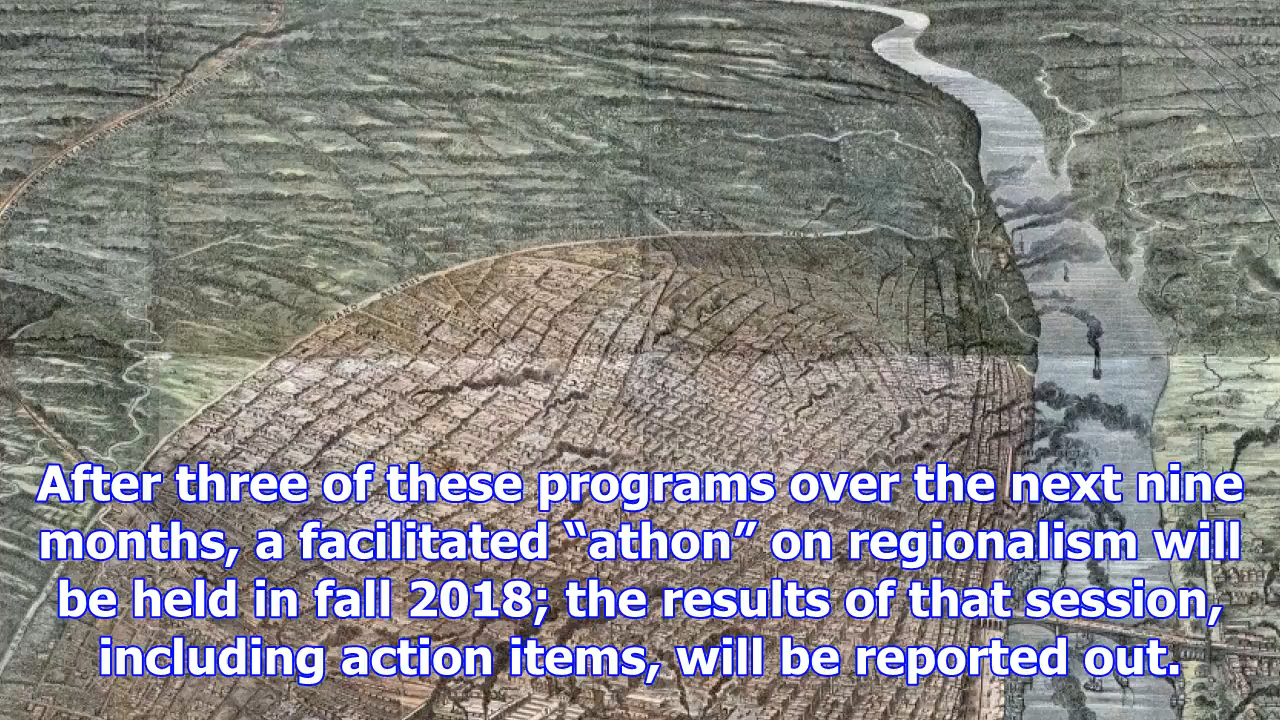 After three of these programs over the next nine
months, a facilitated “athon” on regionalism will
be held in fall 2018; the results of that session,
including action items, will be reported out.